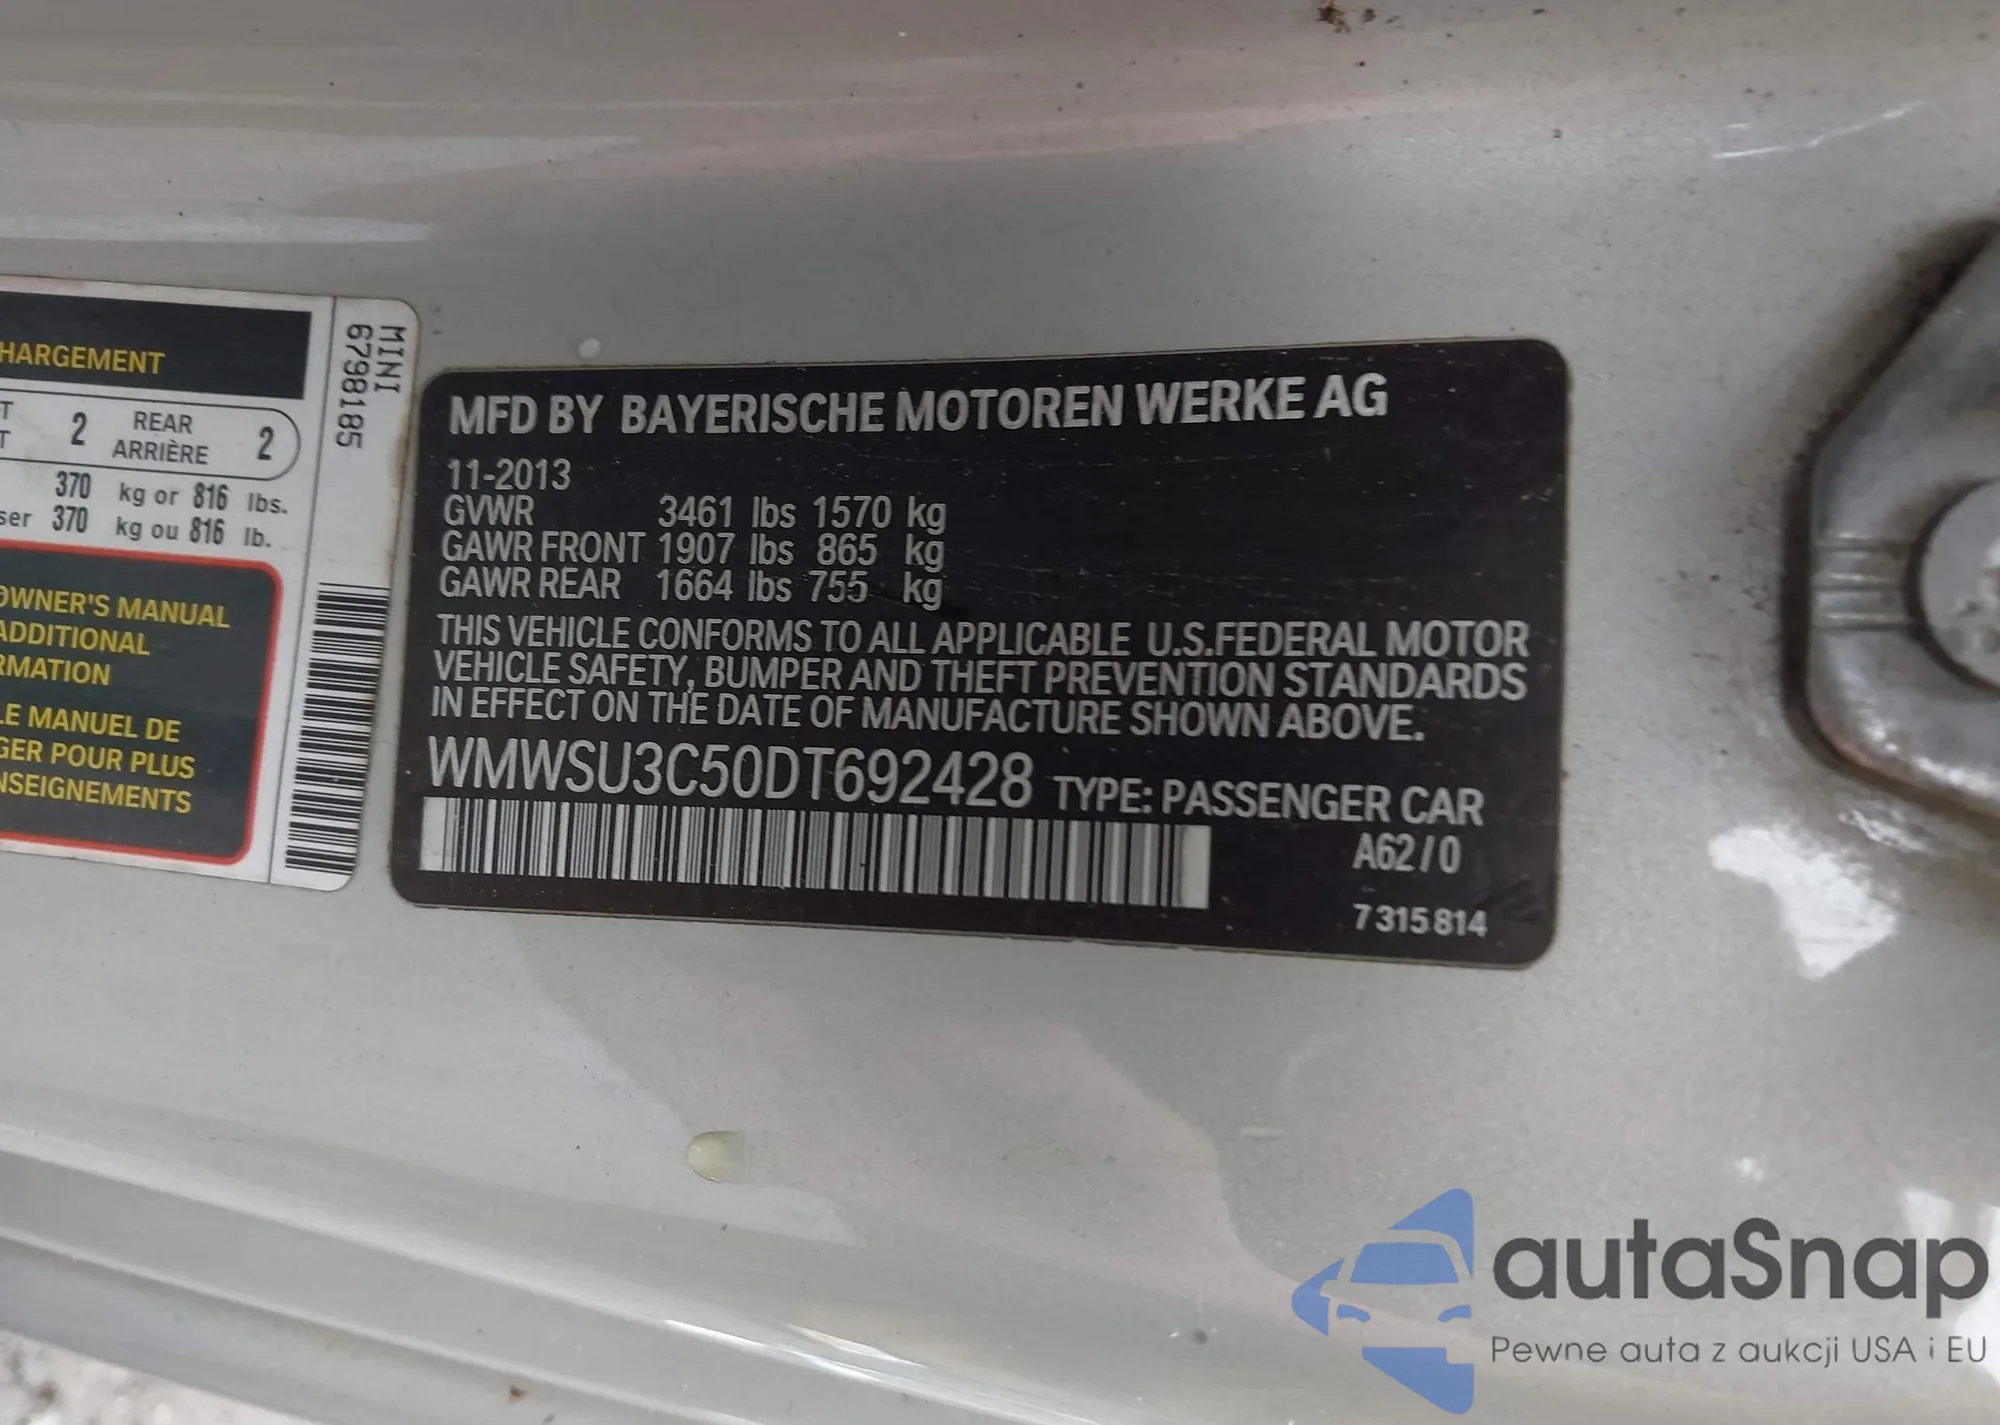 HARGEMENT
T 2 REAR 2
T ARRIÈRE
370 kg or 816 lbs.
ser 370 kg ou 816 lb.
OWNER'S MANUAL
ADDITIONAL
RMATION
LE MANUEL DE
GER POUR PLUS
NSEIGNEMENTS
MINI
6798185
MFD BY BAYERISCHE MOTOREN WERKE AG
11-2013
GVWR 3461 lbs 1570 kg
GAWR FRONT 1907 lbs 865 kg
GAWR REAR 1664 lbs 755 kg
THIS VEHICLE CONFORMS TO ALL APPLICABLE U.S.FEDERAL MOTOR
VEHICLE SAFETY, BUMPER AND THEFT PREVENTION STANDARDS
IN EFFECT ON THE DATE OF MANUFACTURE SHOWN ABOVE.
WMWSU3C50DT692428 TYPE: PASSENGER CAR
A62/0
7 315 814
autaSnap
Pewne auta z aukcji USA i EU